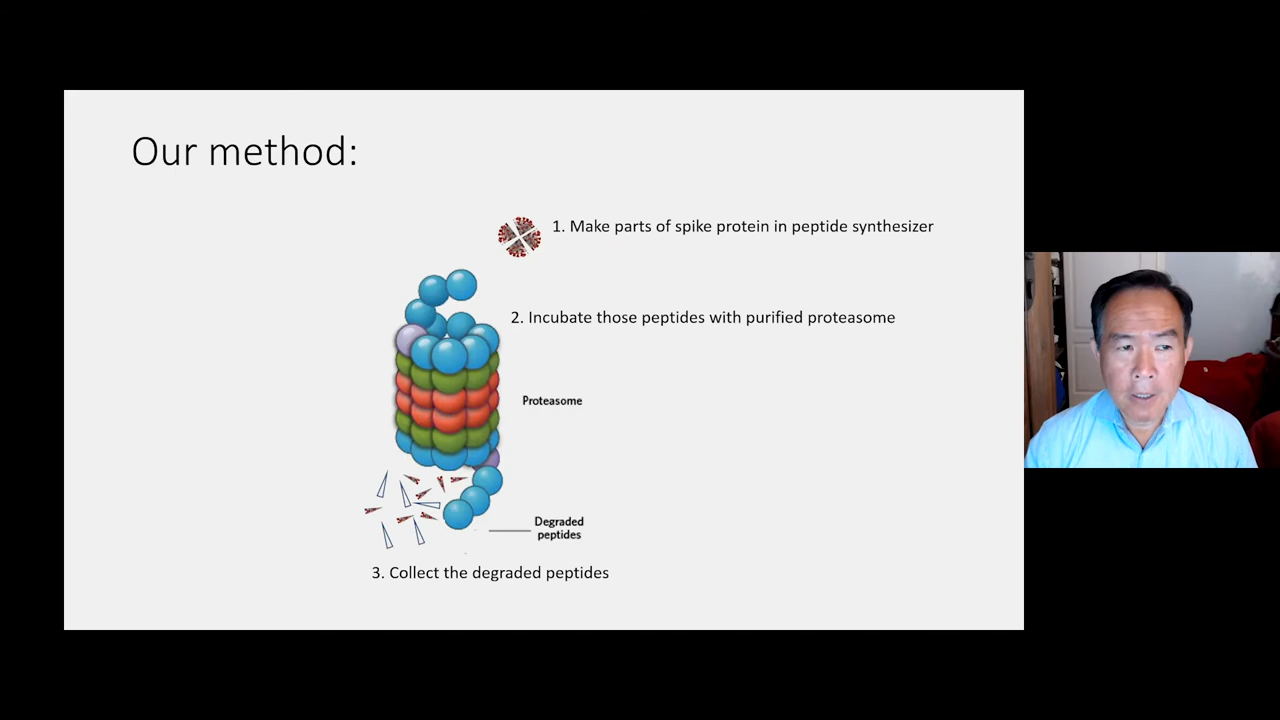 Our method:
1. Make parts of spike protein in peptide synthesizer
2. Incubate those peptides with purified proteasome
Proteasome
Degraded
peptides
3. Collect the degraded peptides